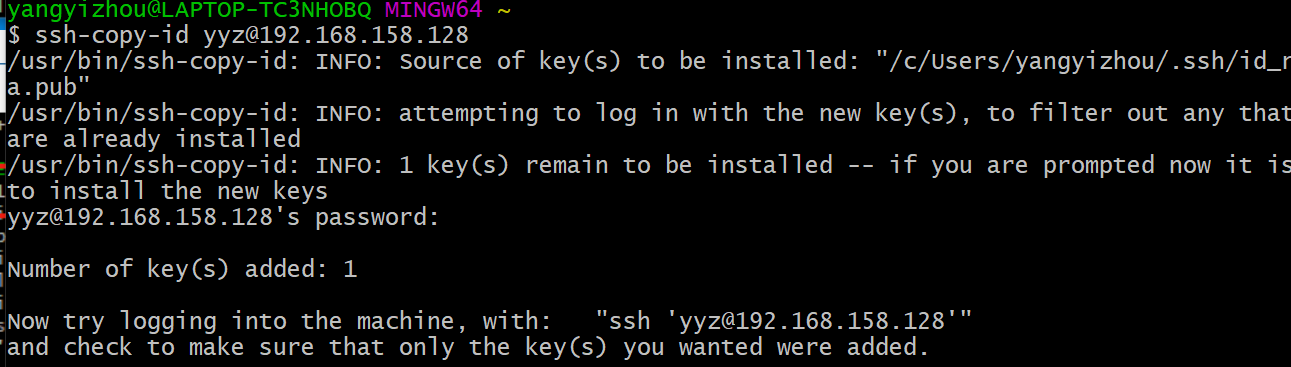 yangyizhou@LAPTOP-TC3NHOBQ MINGW64 ~
$ ssh-copy-id yyz@192.168.158.128
/usr/bin/ssh-copy-id: INFO: Source of key(s) to be installed: "/c/Users/yangyizhou/.ssh/id_r
a.pub"
/usr/bin/ssh-copy-id: INFO: attempting to log in with the new key(s), to filter out any that
are already installed
/usr/bin/ssh-copy-id: INFO: 1 key(s) remain to be installed -- if you are prompted now it is
to install the new keys
yyz@192.168.158.128's password:
Number of key(s) added: 1
Now try logging into the machine, with:   "ssh 'yyz@192.168.158.128'"
and check to make sure that only the key(s) you wanted were added.